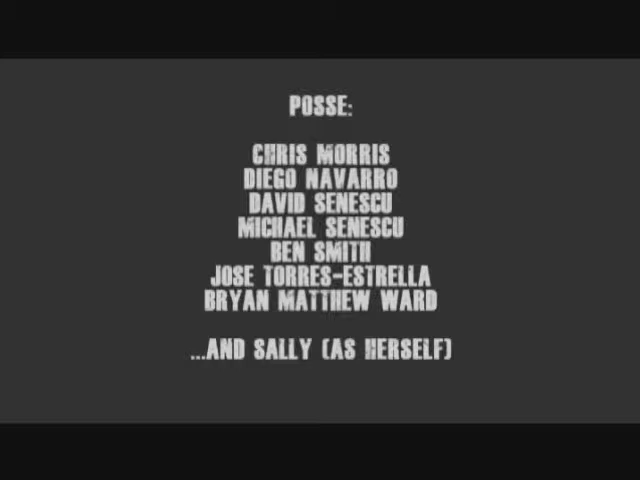 POSSE:
CHRIS MORRIS
DIEGO NAVARRO
DAVID SENESCU
MICHAEL SENESCU
BEN SMITH
JOSE TORRES-ESTRELLA
BRYAN MATTHEW WARD
...AND SALLY (AS HERSELF)